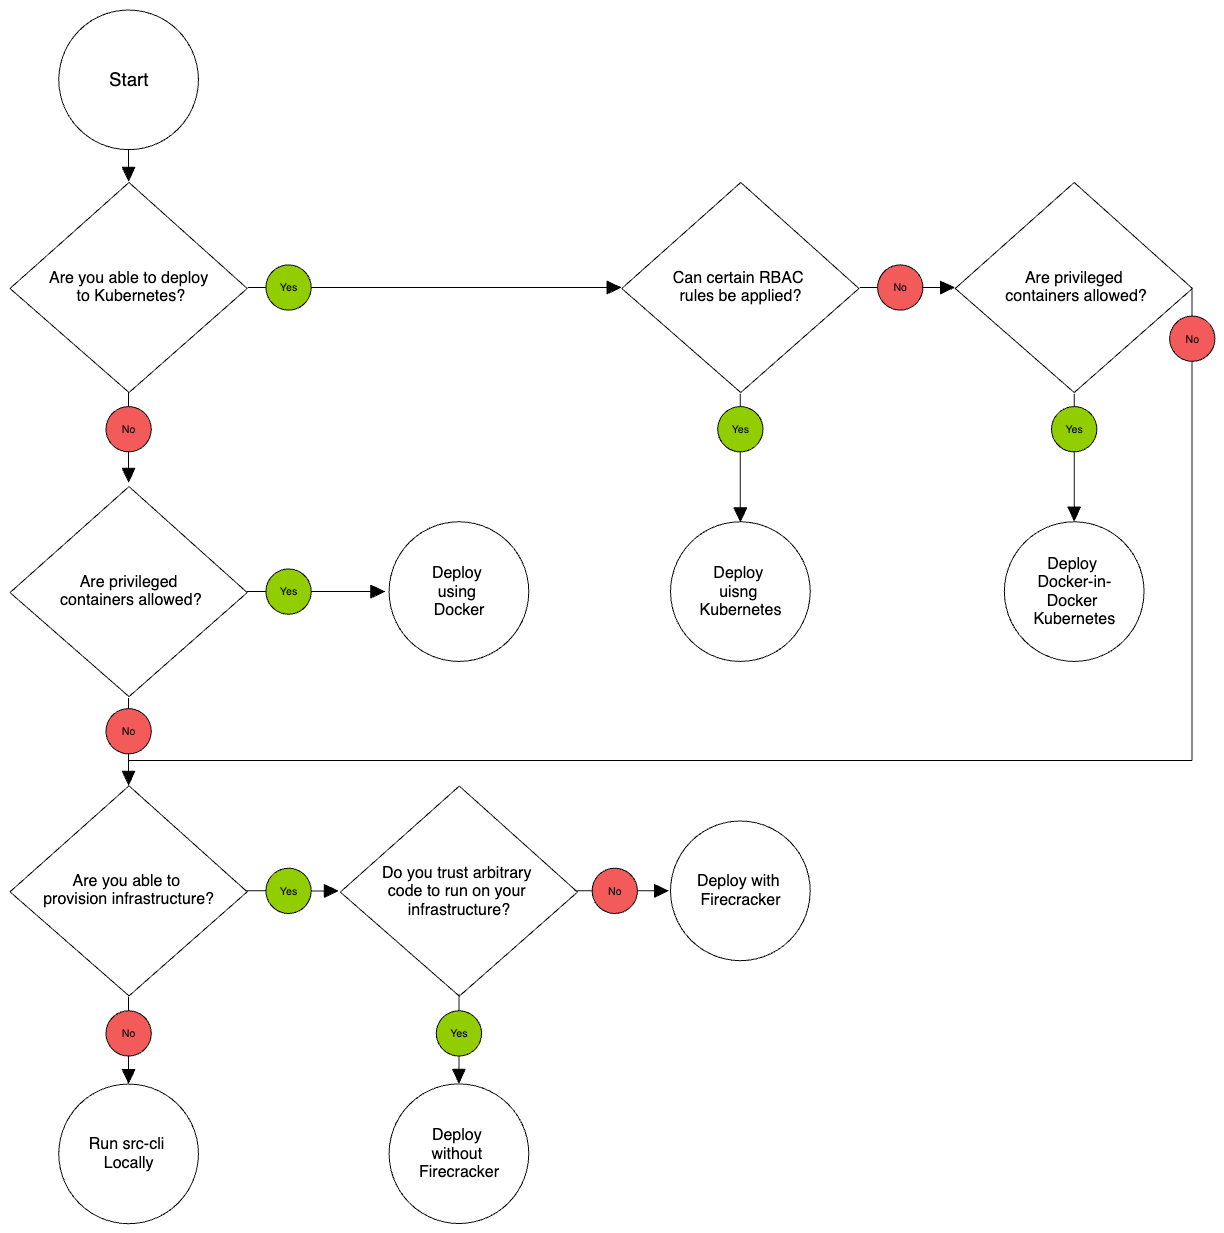 Start
Are you able to deploy
to Kubernetes?
Yes
Can certain RBAC
rules be applied?
No
Are privileged
containers allowed?
No
No
Yes
Yes
Are privileged
containers allowed?
Yes
Deploy
using
Docker
Deploy
uisng
Kubernetes
Deploy
Docker-in-
Docker
Kubernetes
No
Are you able to
provision infrastructure?
Yes
Do you trust arbitrary
code to run on your
infrastructure?
No
Deploy with
Firecracker
No
Yes
Run src-cli
Locally
Deploy
without
Firecracker